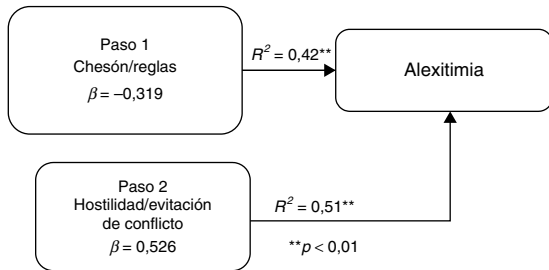 Paso 1
Chesón/reglas
β = –0,319
R² = 0,42**
Alexitimia
Paso 2
Hostilidad/evitación
de conflicto
β = 0,526
R² = 0,51**
**p < 0,01